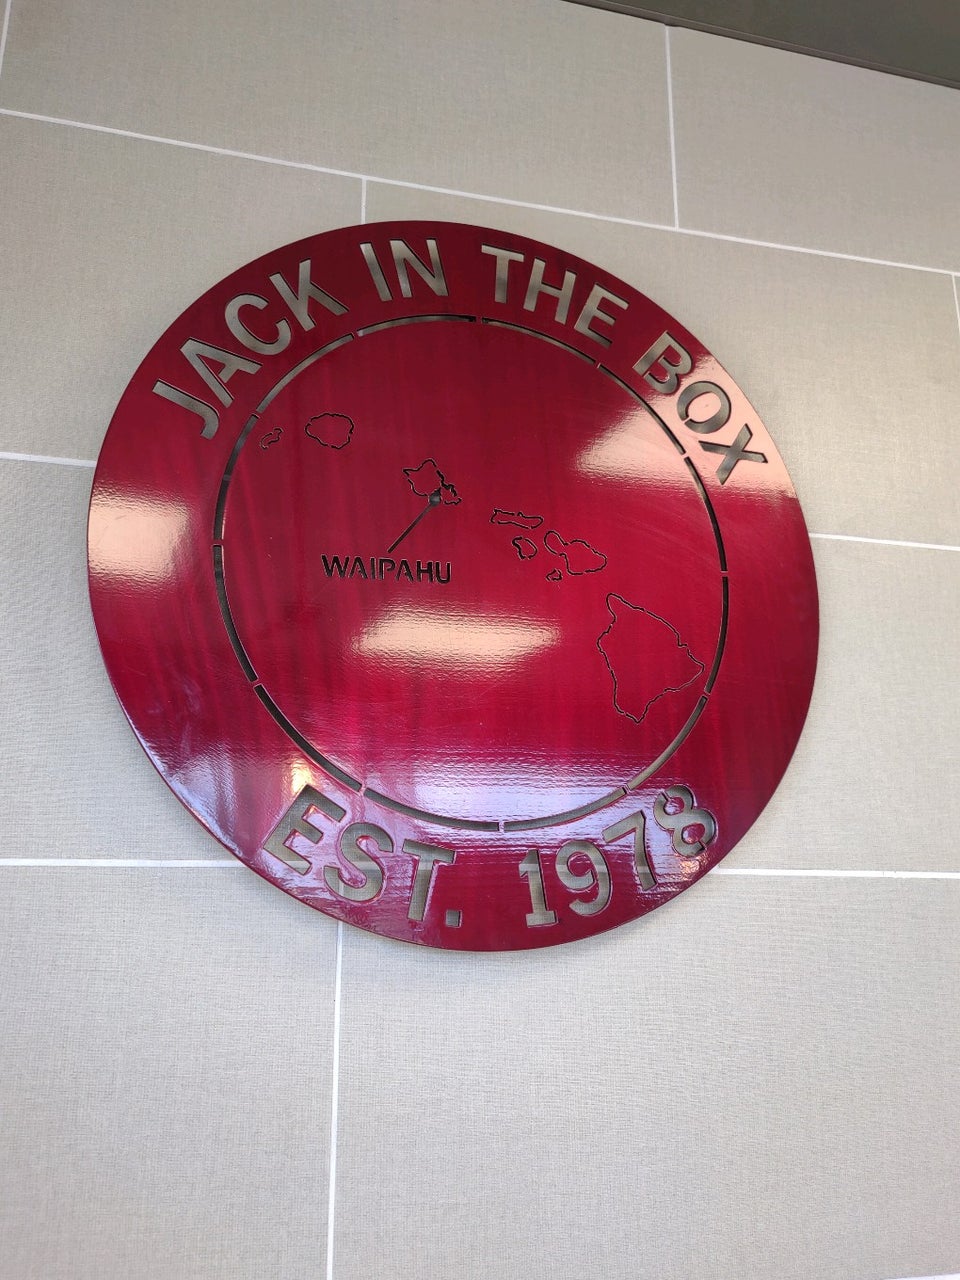 JACK IN THE BOX
WAIPAHU
EST. 1978